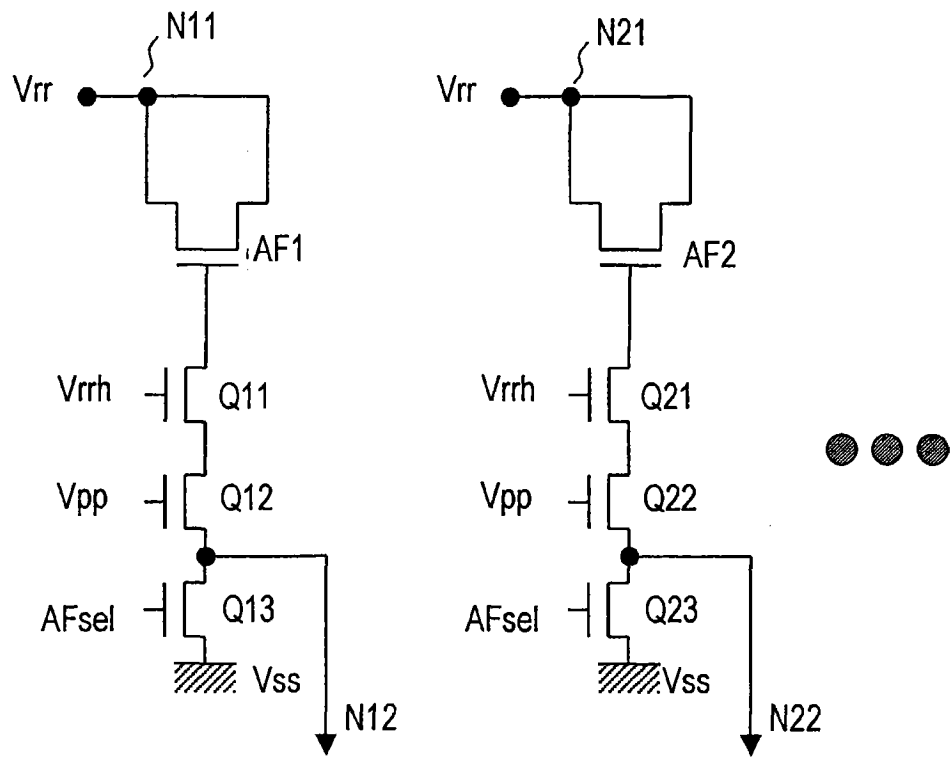 N11
N21
Vrr
Vrr
AF1
AF2
Vrrh
Q11
Vrrh
Q21
Vpp
Q12
Vpp
Q22
AFsel
Q13
AFsel
Q23
Vss
Vss
N12
N22